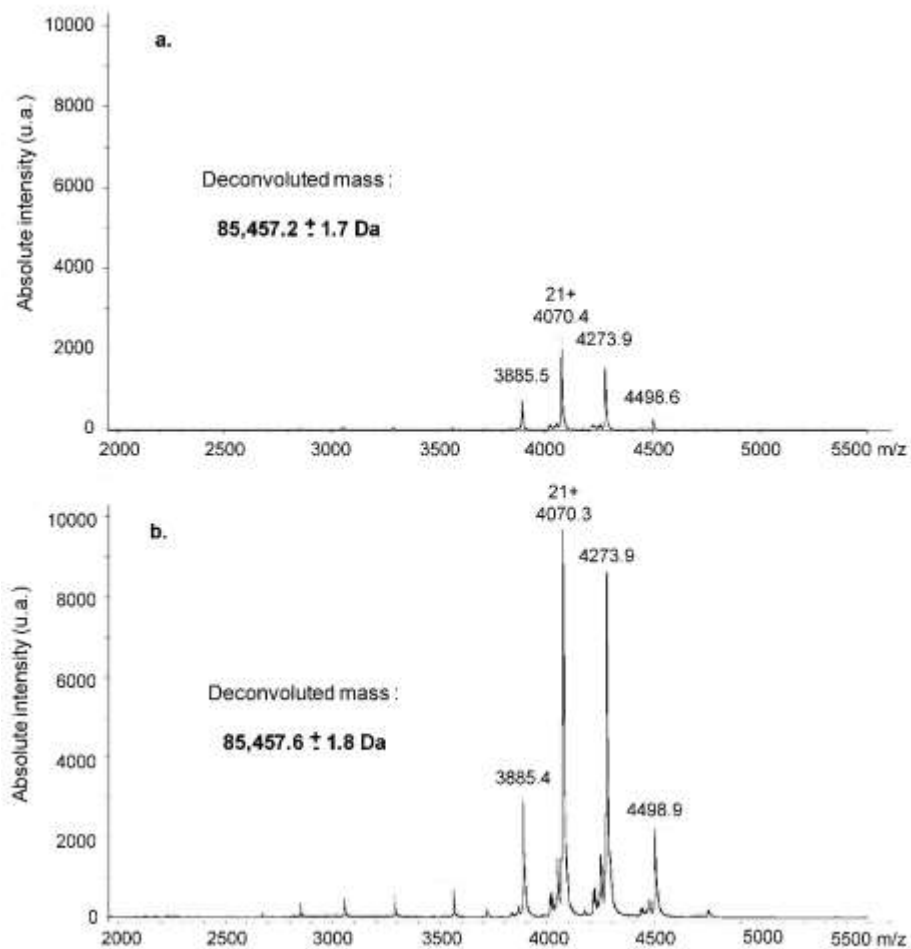 a.
Absolute intensity (u.a.)
10000
8000
6000
4000
2000
0
Deconvoluted mass :
85,457.2 ± 1.7 Da
21+
4070.4
4273.9
3885.5
4498.6
2000 2500 3000 3500 4000 4500 5000 5500 m/z
b.
Absolute intensity (u.a.)
10000
8000
6000
4000
2000
0
Deconvoluted mass :
85,457.6 ± 1.8 Da
21+
4070.3
4273.9
3885.4
4498.9
2000 2500 3000 3500 4000 4500 5000 5500 m/z